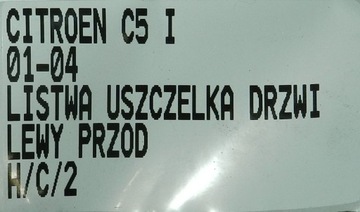 CITROEN C5 I
01-04
LISTWA USZCZELKA DRZWI
LEWY PRZOD
H/C/2